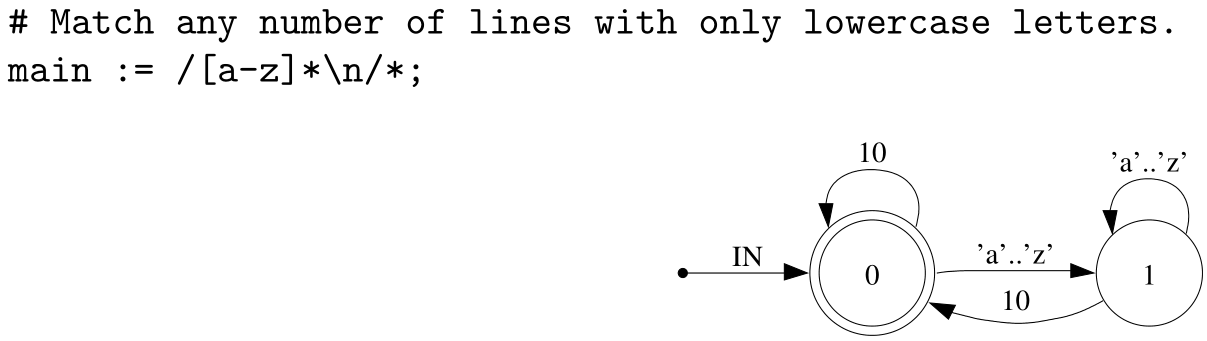 # Match any number of lines with only lowercase letters.
main := /[a-z]*\n/*;
10
'a'..'z'
IN
0
'a'..'z'
1
10